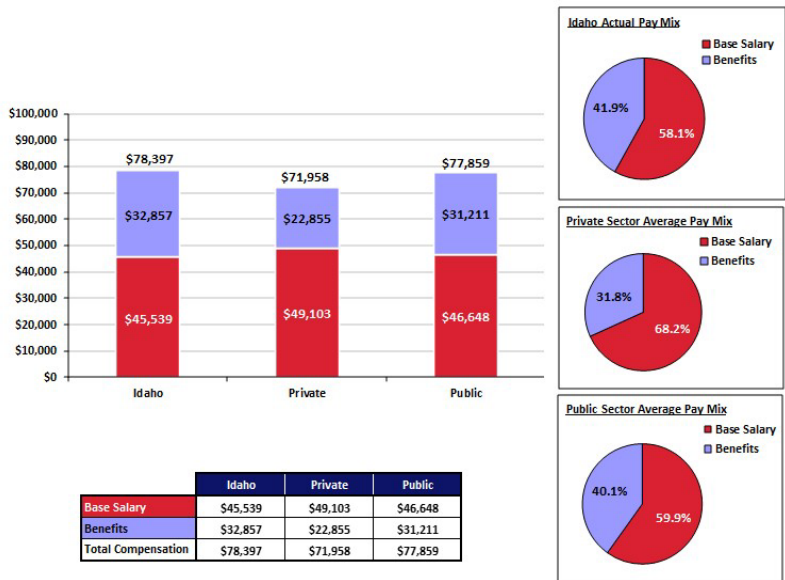 Idaho Actual Pay Mix
Base Salary
Benefits
41.9%
58.1%
$100,000
$90,000
$80,000
$70,000
$60,000
$50,000
$40,000
$30,000
$20,000
$10,000
$0
$78,397
$71,958
$77,859
$32,857
$22,855
$31,211
$45,539
$49,103
$46,648
Idaho Private Public
Private Sector Average Pay Mix
Base Salary
Benefits
31.8%
68.2%
Public Sector Average Pay Mix
Base Salary
Benefits
40.1%
59.9%
Idaho Private Public
Base Salary $45,539 $49,103 $46,648
Benefits $32,857 $22,855 $31,211
Total Compensation $78,397 $71,958 $77,859